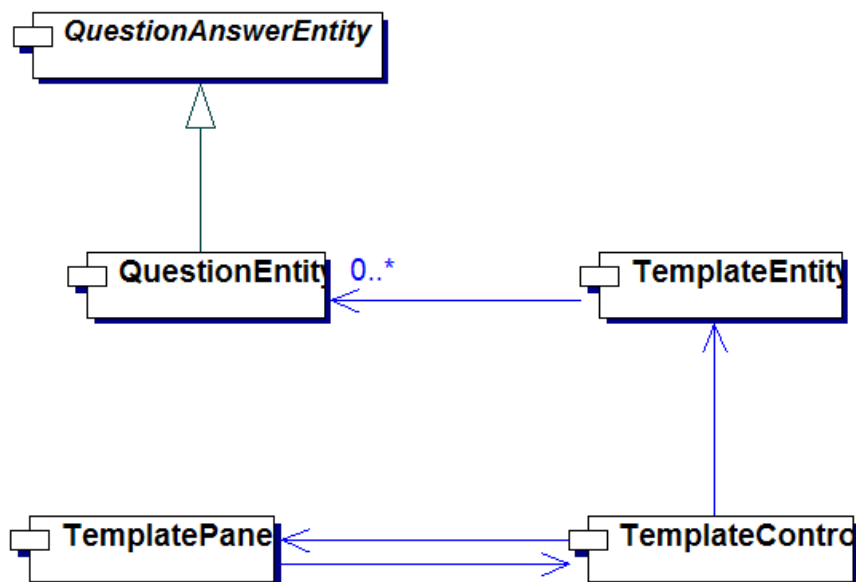 QuestionAnswerEntity
QuestionEntity
0..*
TemplateEntity
TemplatePane
TemplateContro